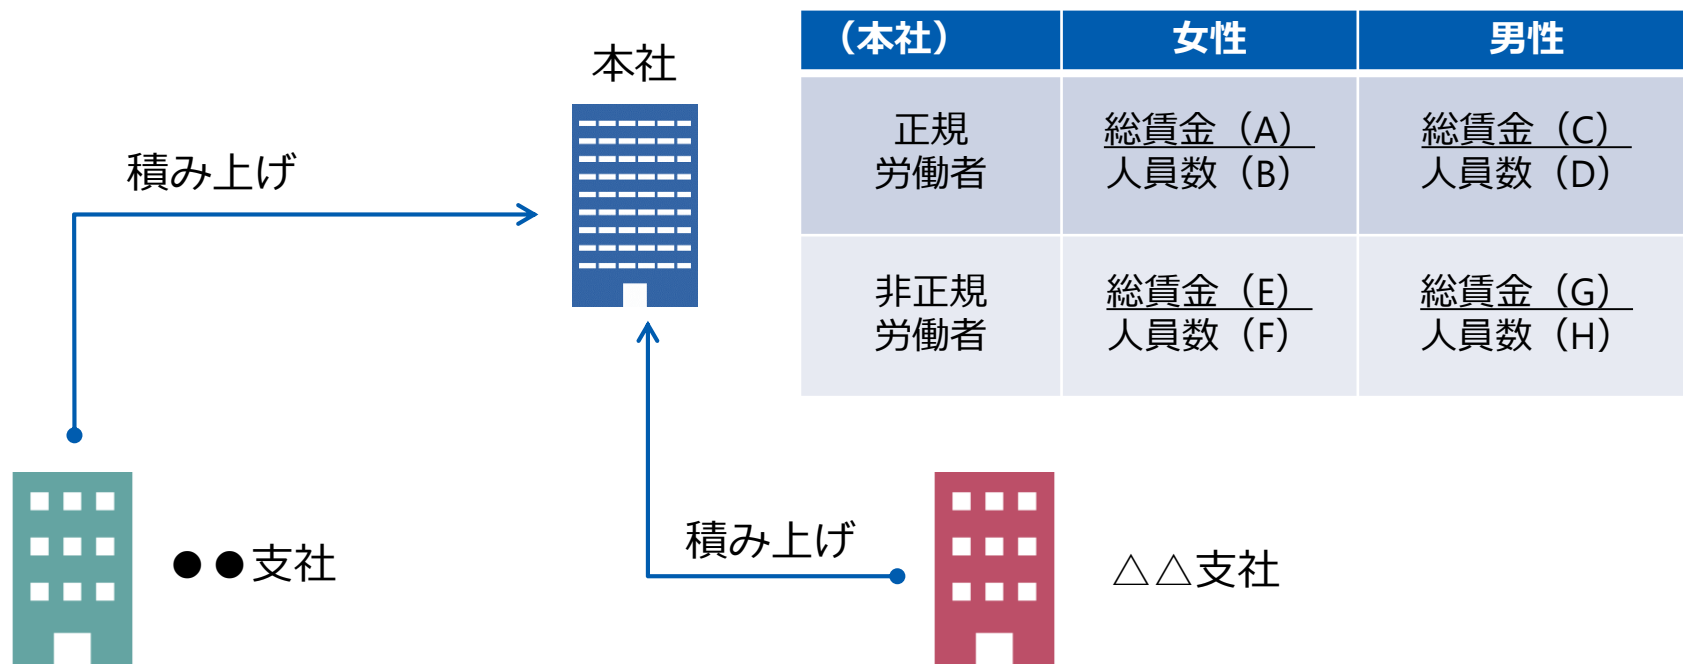 本社
積み上げ
（本社）
女性
男性
正規
労働者
総賃金（A）
人員数（B）
総賃金（C）
人員数（D）
非正規
労働者
総賃金（E）
人員数（F）
総賃金（G）
人員数（H）
●●支社
積み上げ
△△支社